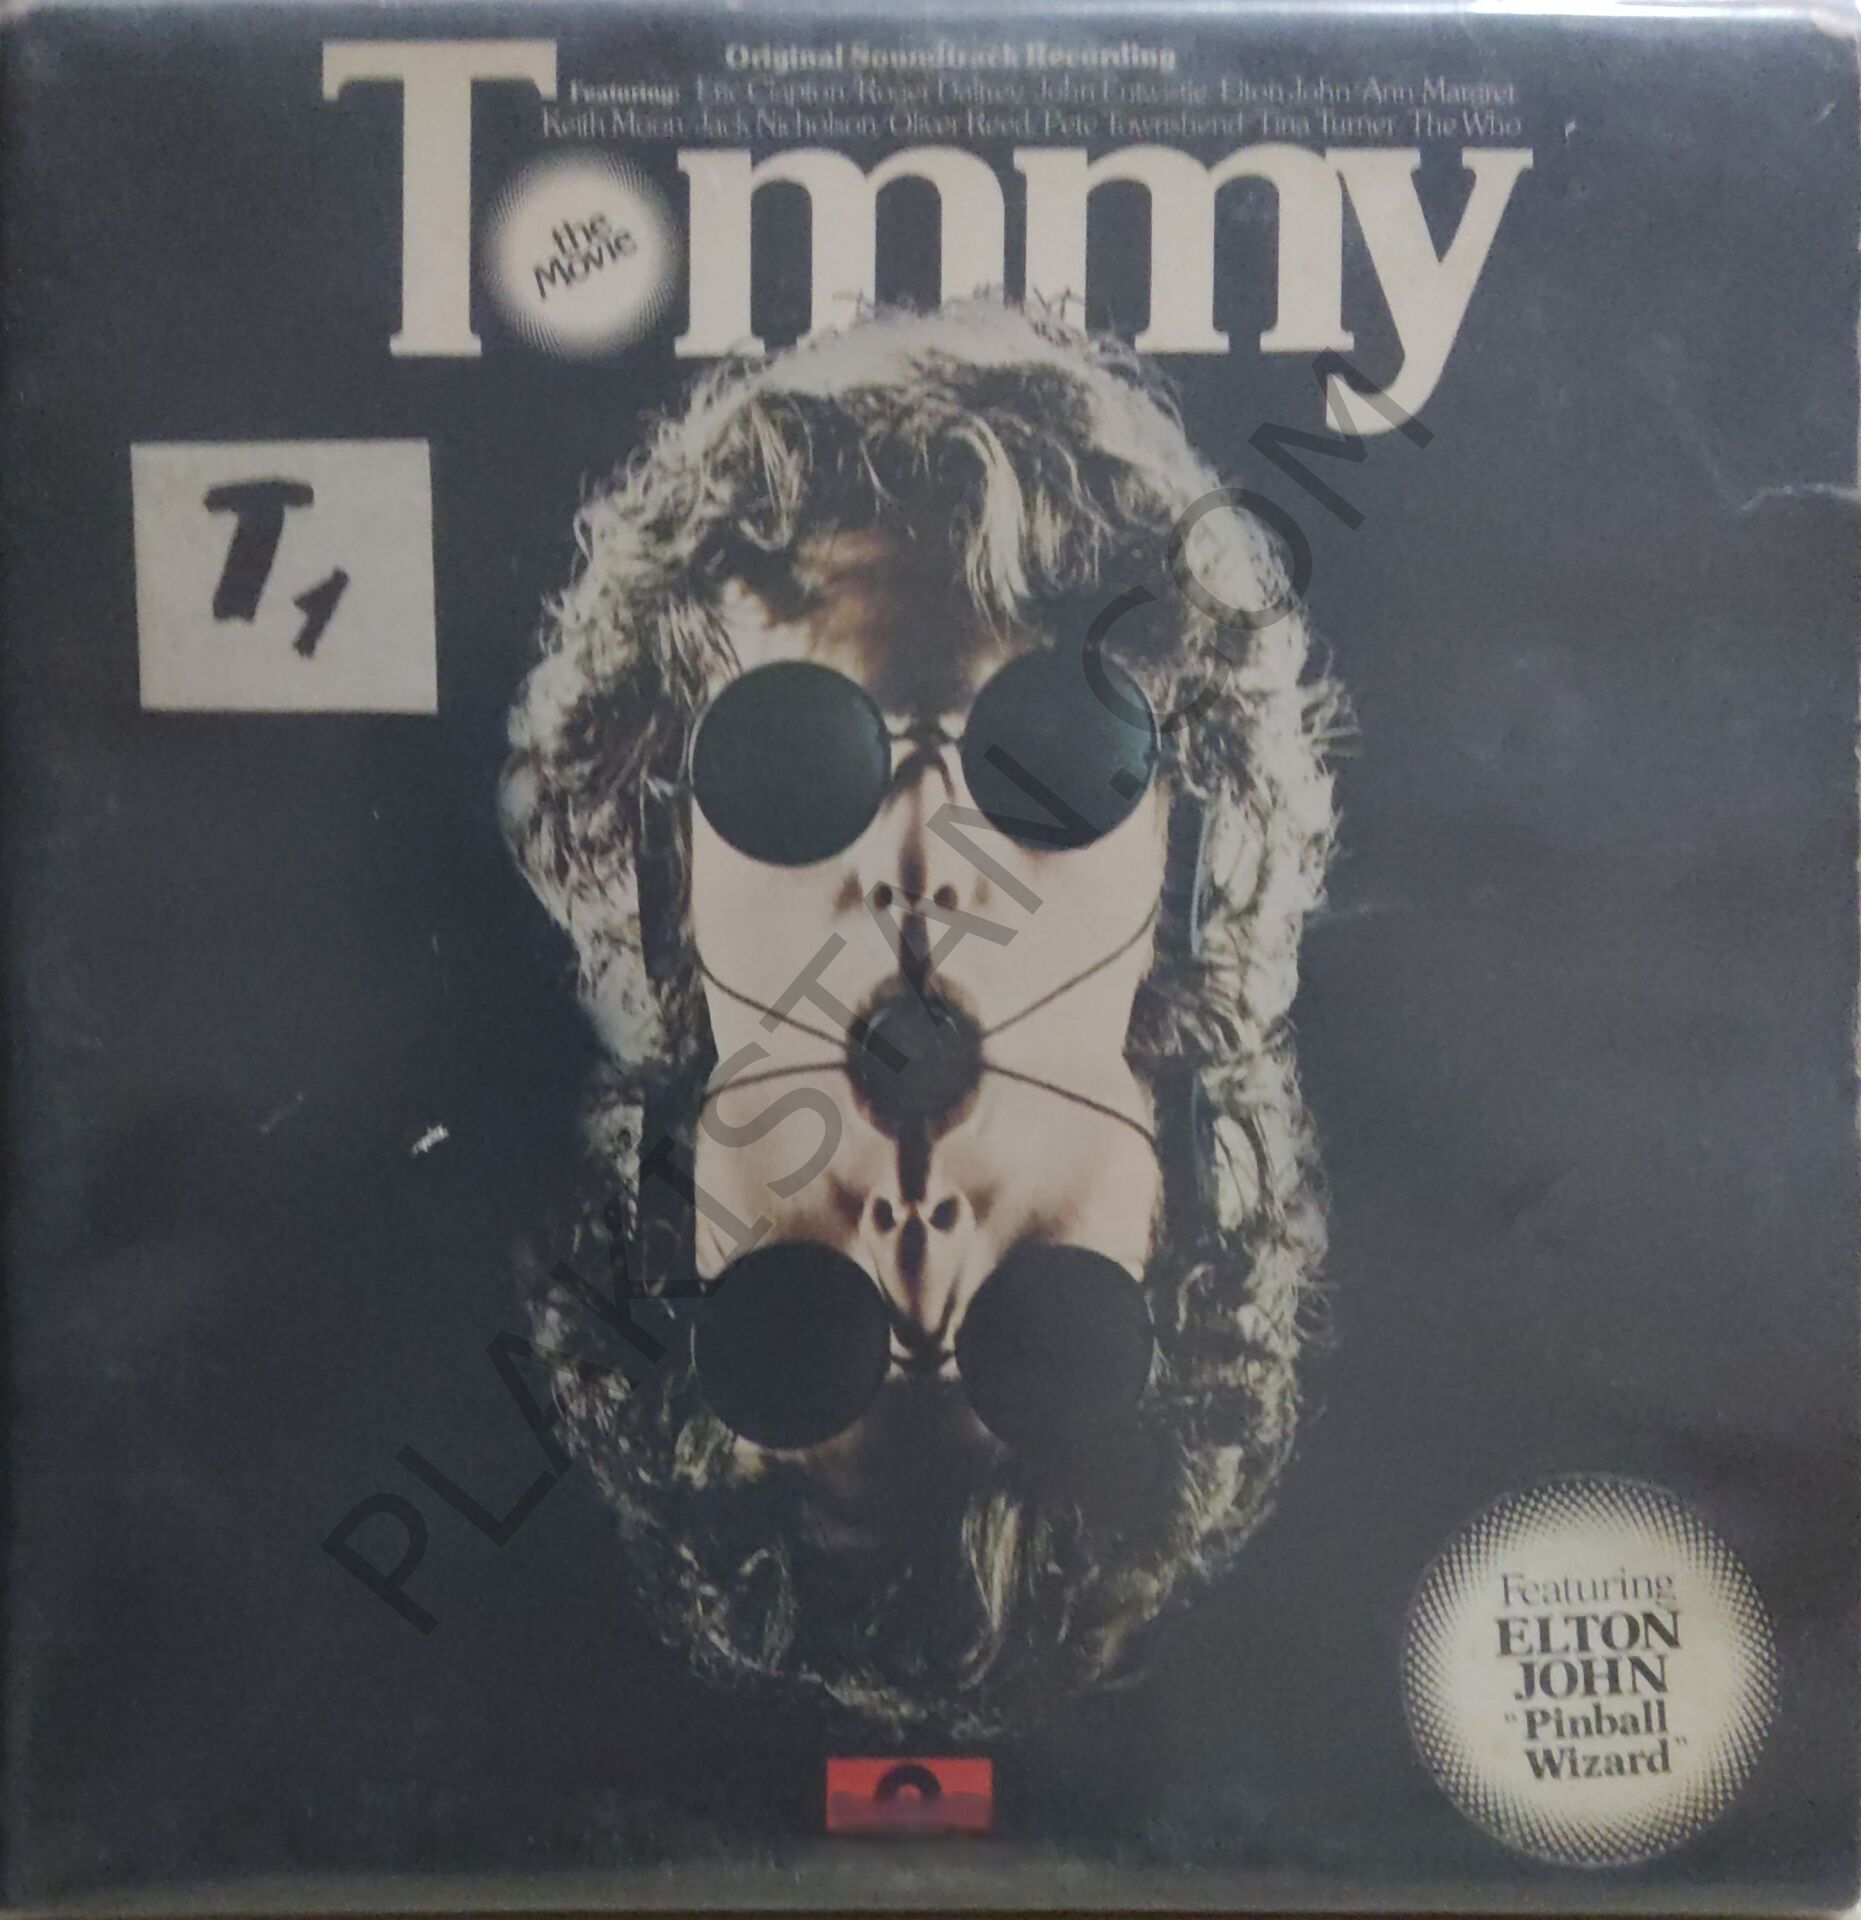 Original Soundtrack Recording
Featuring: Eric Clapton Roger Daltrey John Entwistle Elton John Ann-Margret
Keith Moon Jack Nicholson Oliver Reed Pete Townshend Tina Turner The Who
Tommy
the
Movie
T1
PLAKISTAN.COM
Featuring
ELTON
JOHN
"Pinball
Wizard"